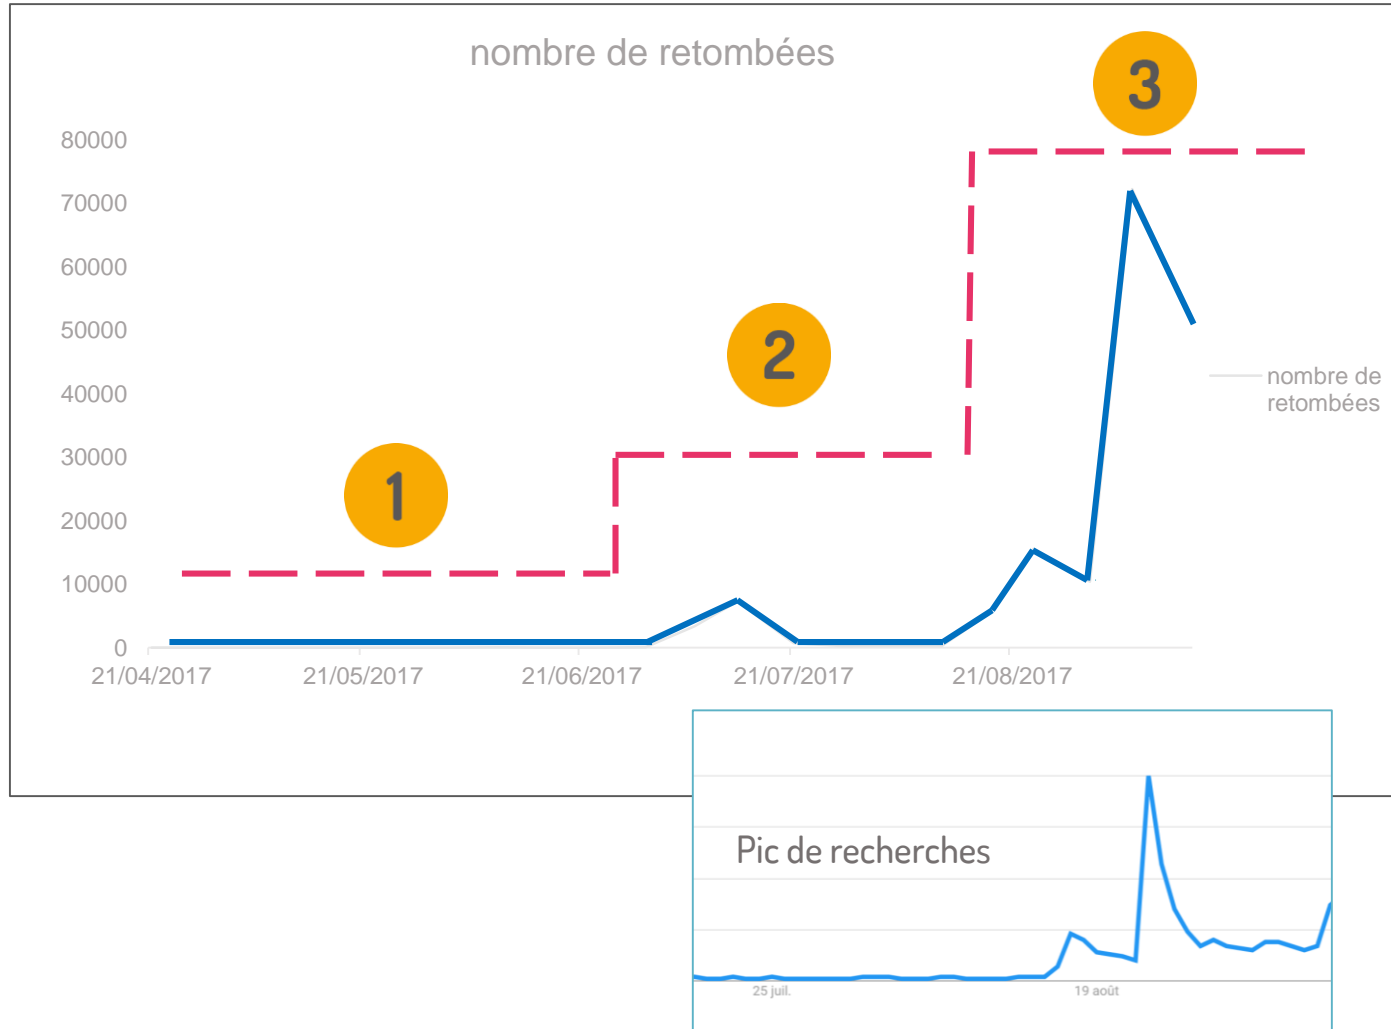 nombre de retombées
3
80000
70000
60000
50000
2
nombre de
retombées
40000
30000
1
20000
10000
0
21/04/2017 21/05/2017 21/06/2017 21/07/2017 21/08/2017
Pic de recherches
25 juil. 19 août